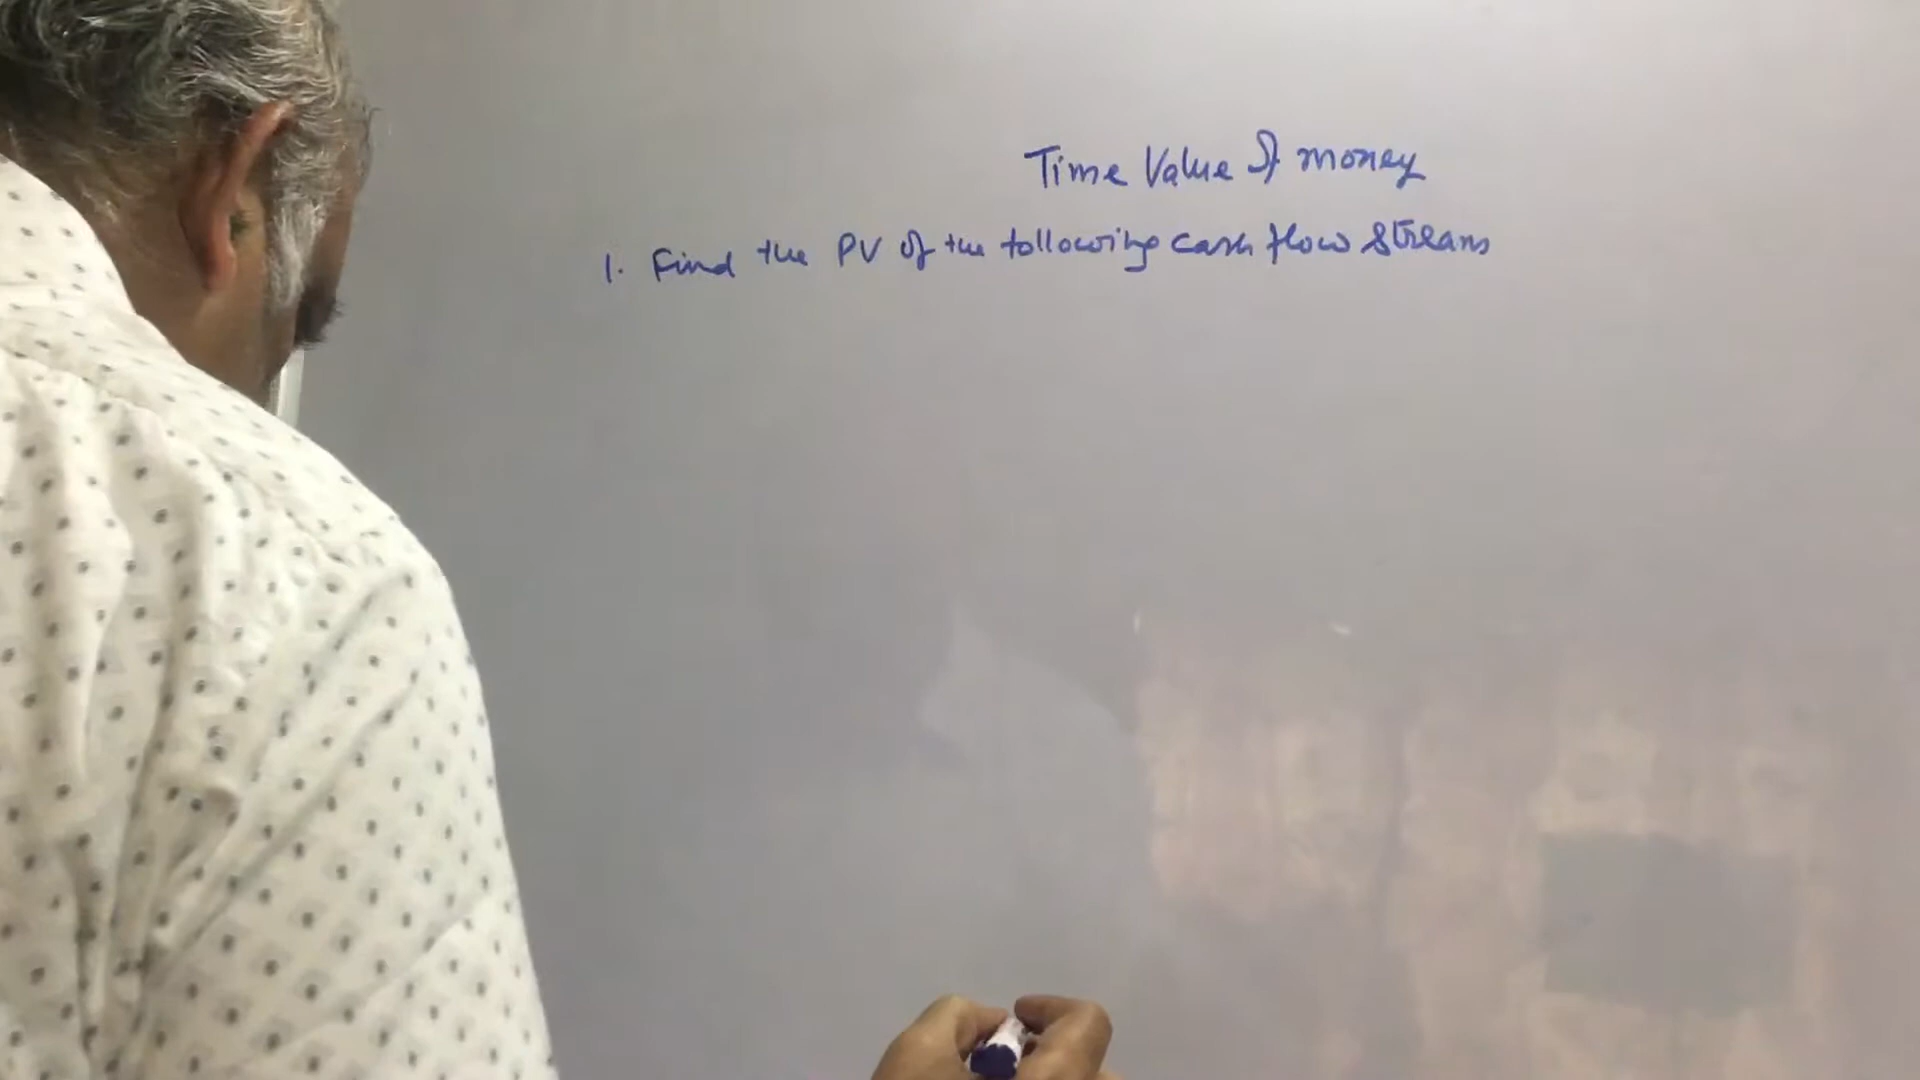 Time Value of money
1. Find the PV of the following cash flow streams